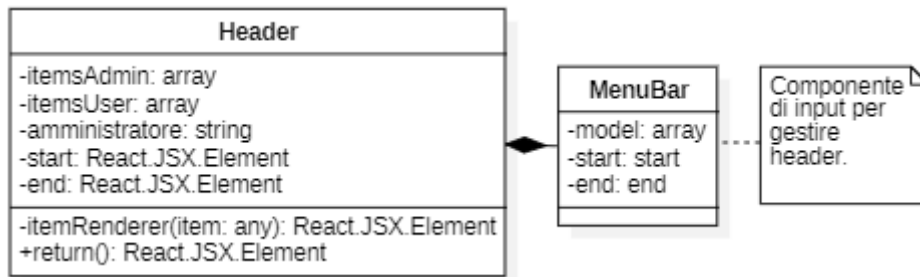 Header
-itemsAdmin: array
-itemsUser: array
-amministratore: string
-start: React.JSX.Element
-end: React.JSX.Element
-itemRenderer(item: any): React.JSX.Element
+return(): React.JSX.Element
MenuBar
-model: array
-start: start
-end: end
Componente
di input per
gestire
header.